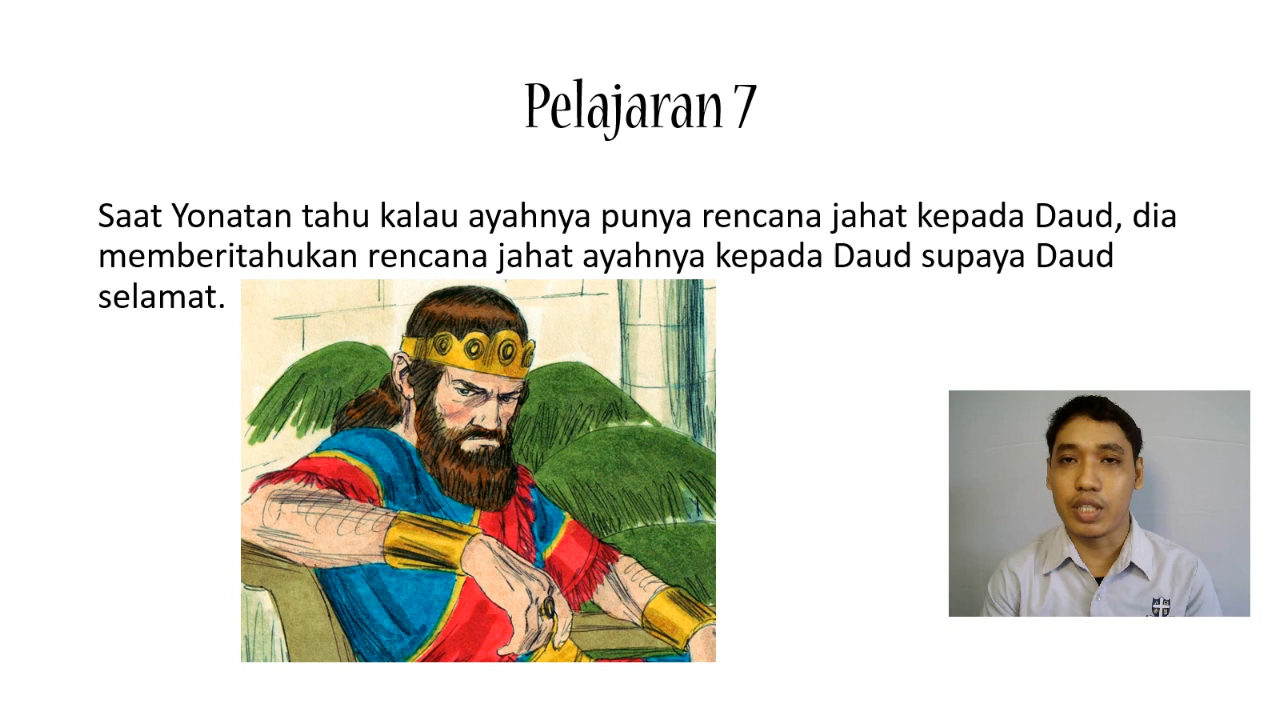 Pelajaran 7
Saat Yonatan tahu kalau ayahnya punya rencana jahat kepada Daud, dia
memberitahukan rencana jahat ayahnya kepada Daud supaya Daud
selamat.